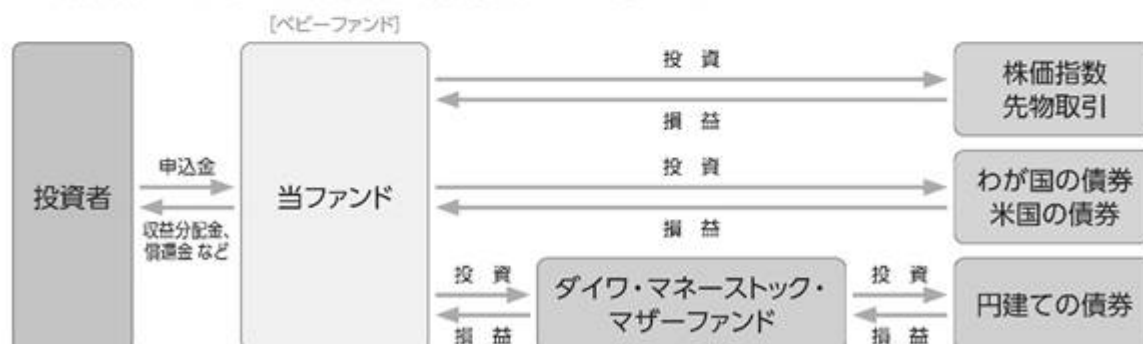 [ベビーファンド]
投資者
申込金
収益分配金、
償還金 など
当ファンド
投 資
損 益
株価指数
先物取引
投 資
損 益
わが国の債券
米国の債券
投 資
損 益
ダイワ・マネーストック・
マザーファンド
投 資
損 益
円建ての債券